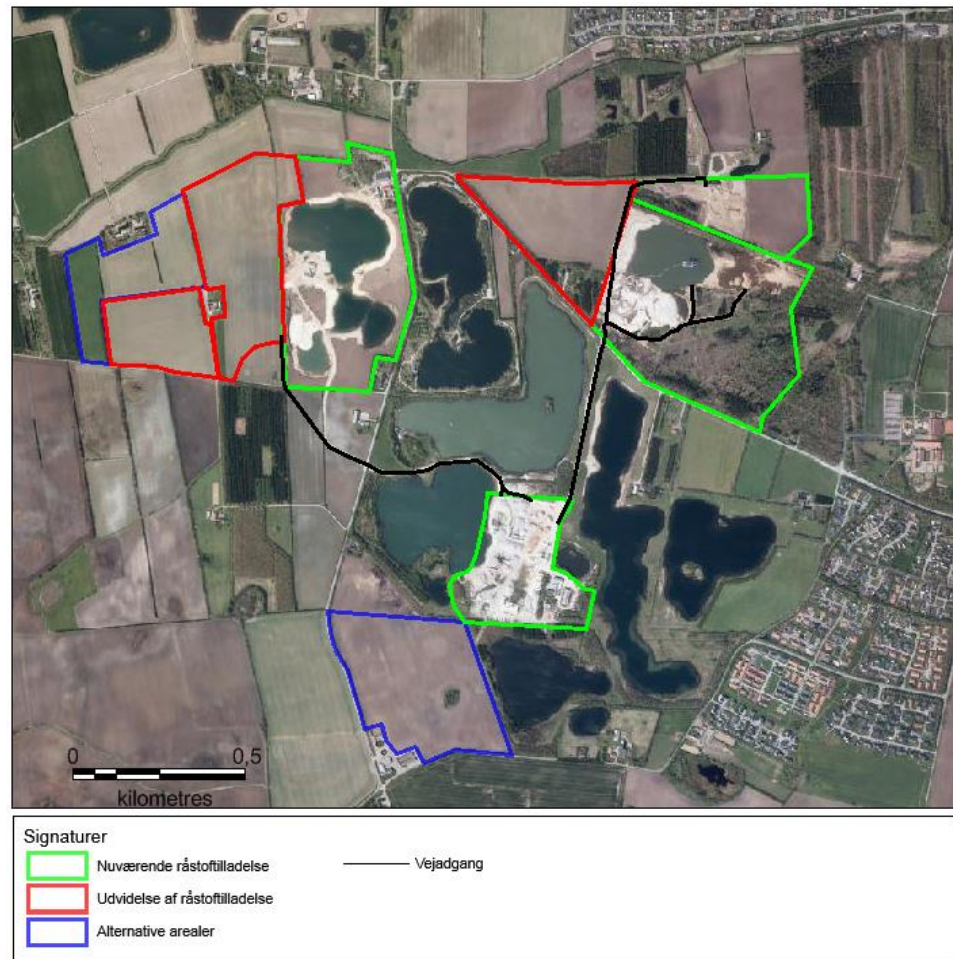 0 0,5
kilometres
Signaturer
Nuværende råstoftilladelse Vejadgang
Udvidelse af råstoftilladelse
Alternative arealer